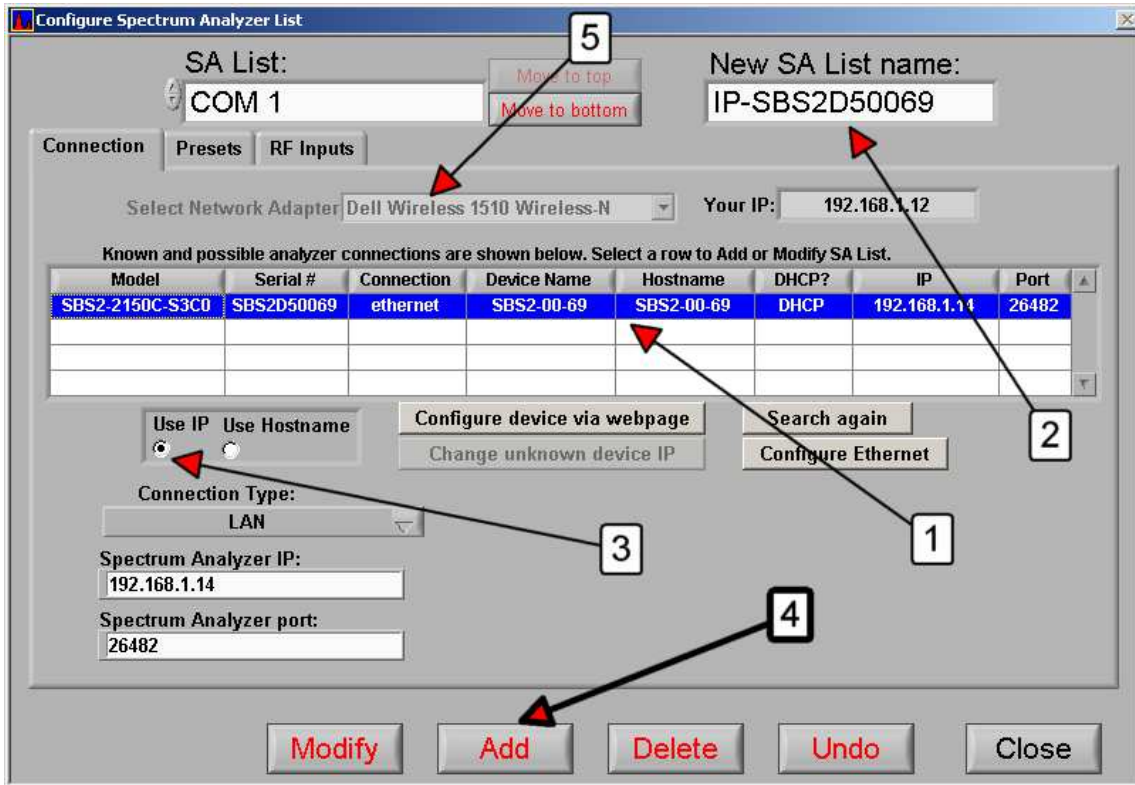 Configure Spectrum Analyzer List
5
SA List:
COM 1
Move to top
Move to bottom
New SA List name:
IP-SBS2D50069
Connection Presets RF Inputs
Select Network Adapter Dell Wireless 1510 Wireless-N Your IP: 192.168.1.12
Known and possible analyzer connections are shown below. Select a row to Add or Modify SA List.
Model Serial # Connection Device Name Hostname DHCP? IP Port
SBS2-2150C-S3C0 SBS2D50069 ethernet SBS2-00-69 SBS2-00-69 DHCP 192.168.1.14 26482
Use IP Use Hostname
Configure device via webpage Search again
Change unknown device IP Configure Ethernet
2
Connection Type:
LAN
3
1
Spectrum Analyzer IP:
192.168.1.14
Spectrum Analyzer port:
26482
4
Modify Add Delete Undo Close